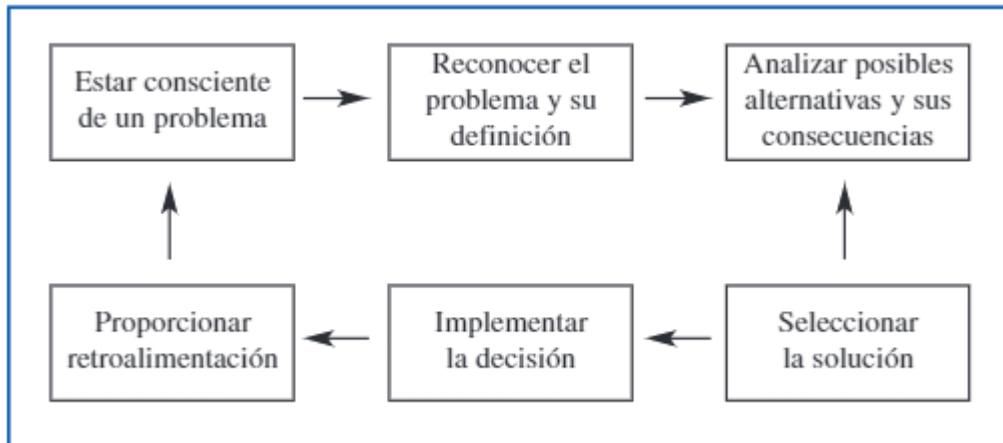 Estar consciente
de un problema
Reconocer el
problema y su
definición
Analizar posibles
alternativas y sus
consecuencias
Proporcionar
retroalimentación
Implementar
la decisión
Seleccionar
la solución